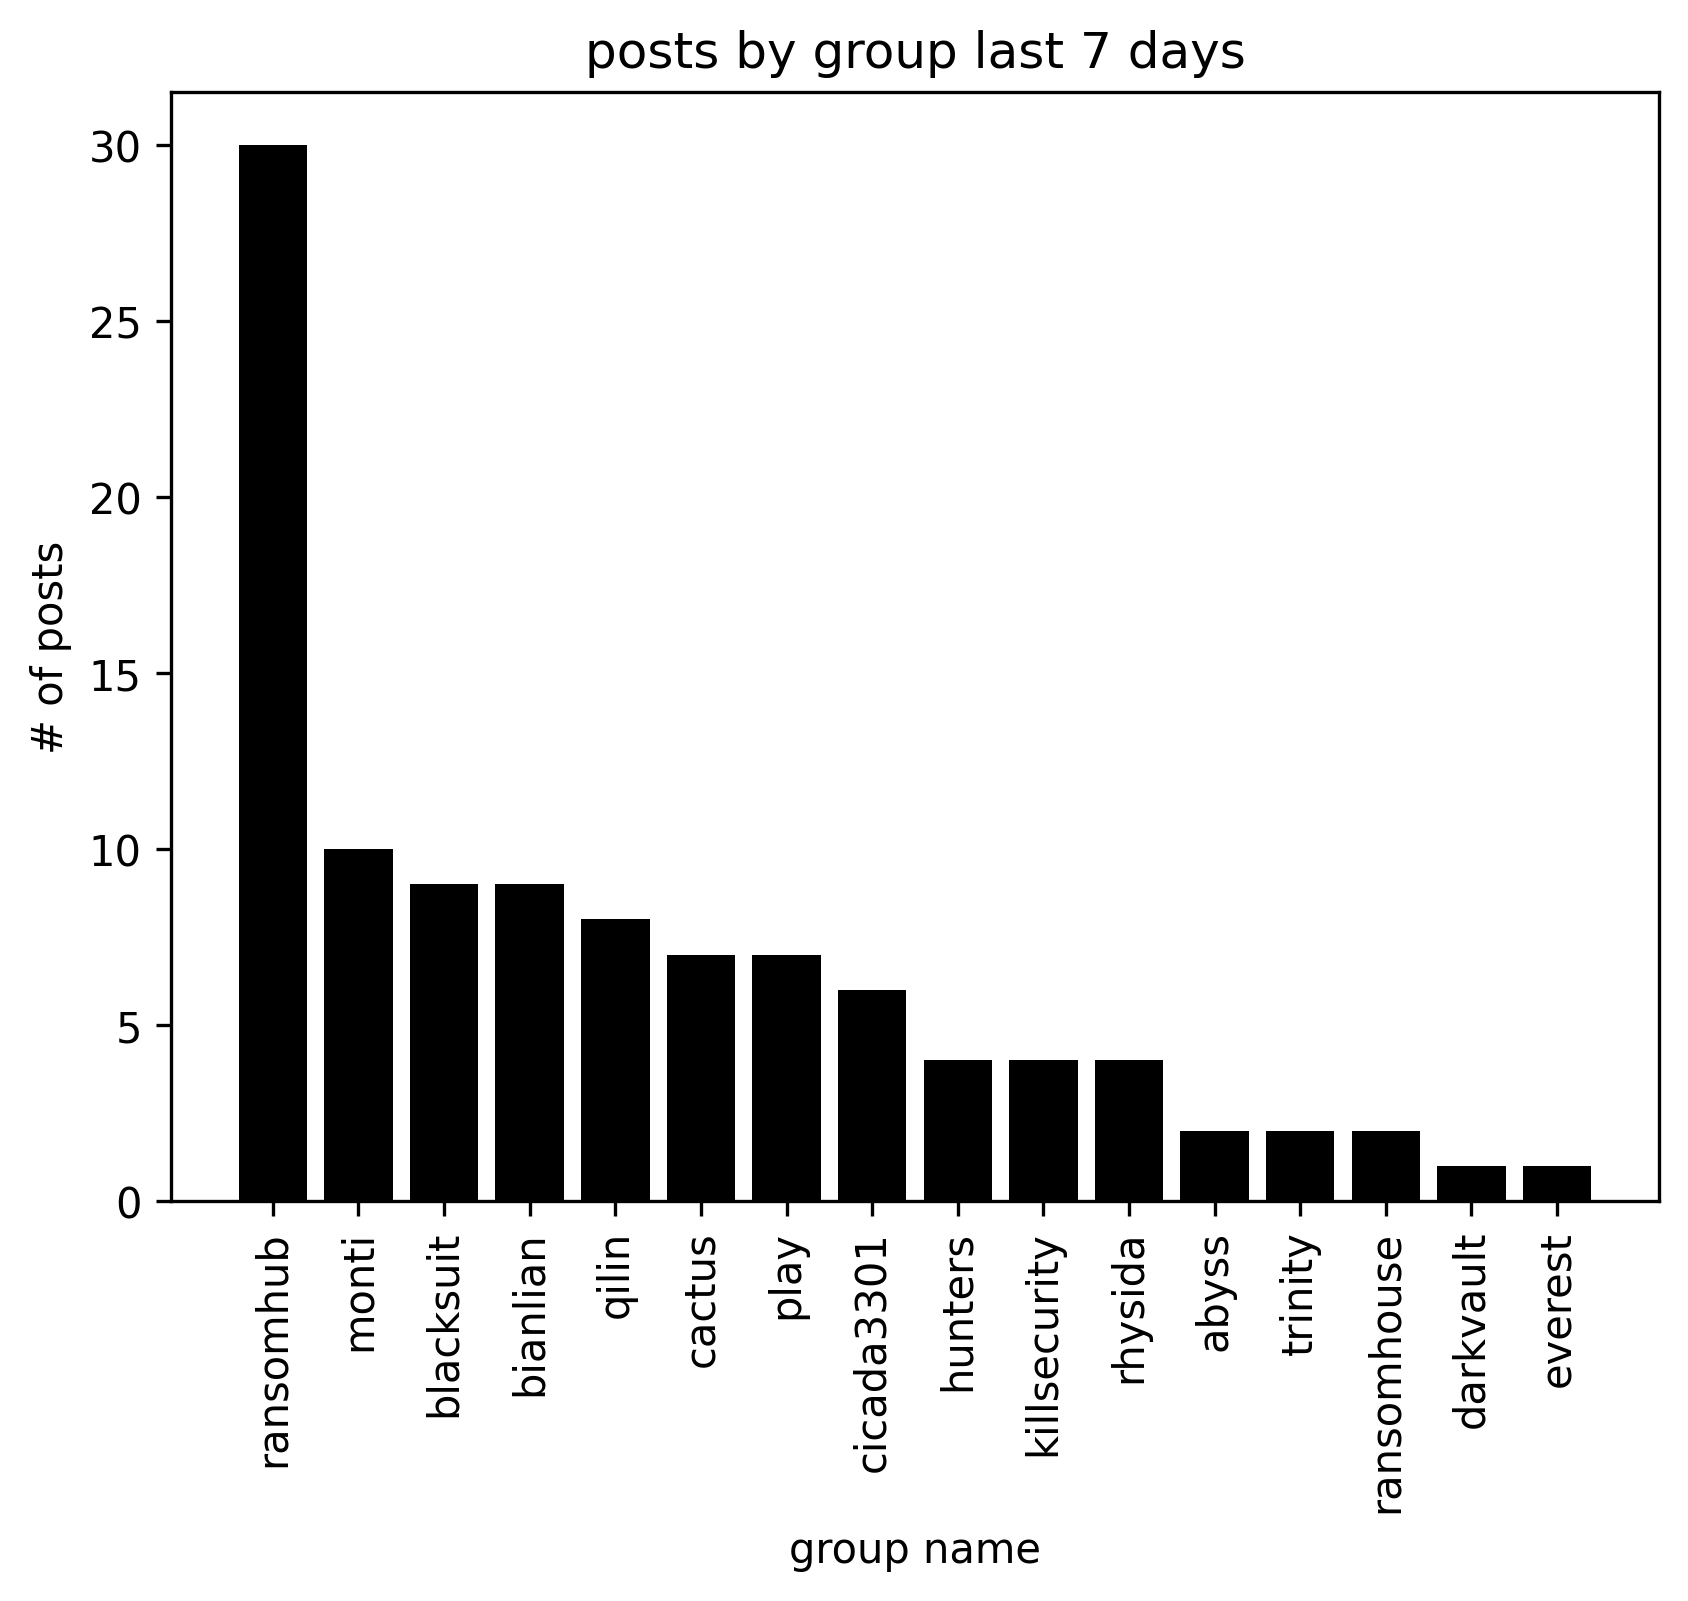 posts by group last 7 days
30
25
20
15
10
5
0
# of posts
ransomhub
monti
blacksuit
bianlian
qilin
cactus
play
cicada3301
hunters
killsecurity
rhysida
abyss
trinity
ransomhouse
darkvault
everest
group name